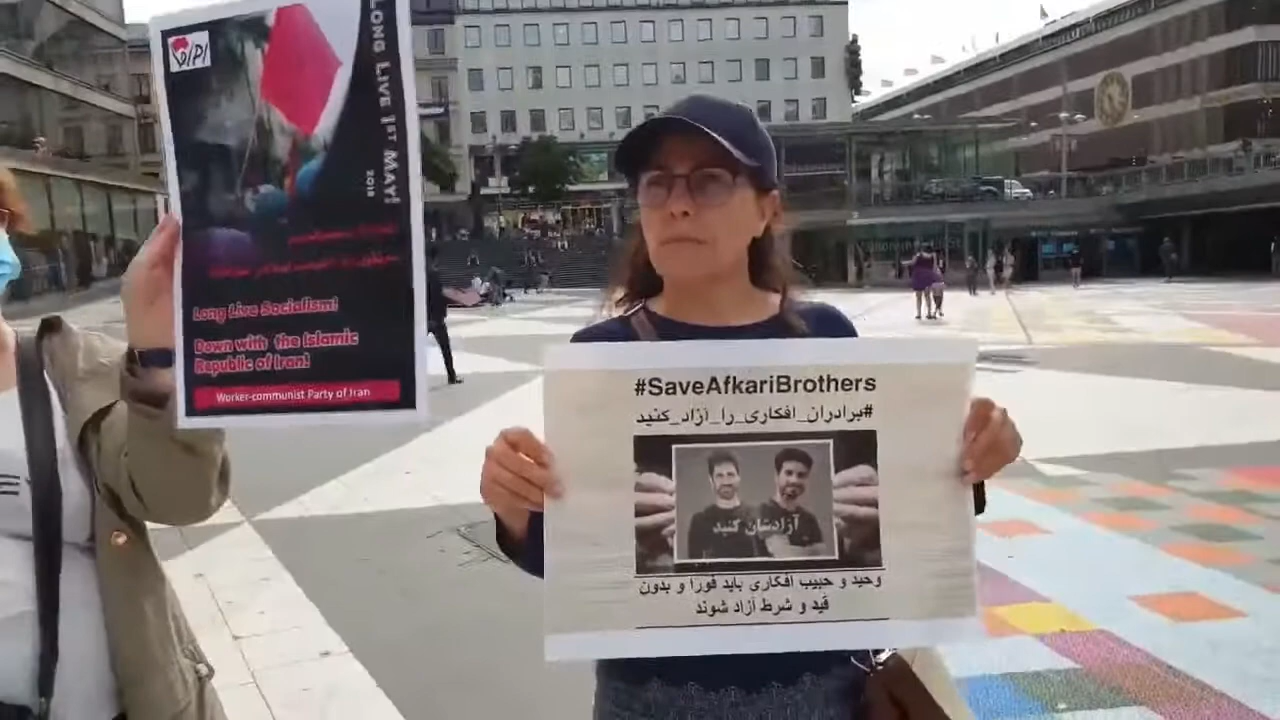 LONG LIVE 1ST MAY!
2018
Long Live Socialism!
Down with the Islamic
Republic of Iran!
Worker-communist Party of Iran
#SaveAfkariBrothers
#برادران_افکاری_را_آزاد_کنید
آزادشان کنید
وحید و حبیب افکاری باید فورا و بدون
قید و شرط آزاد شوند